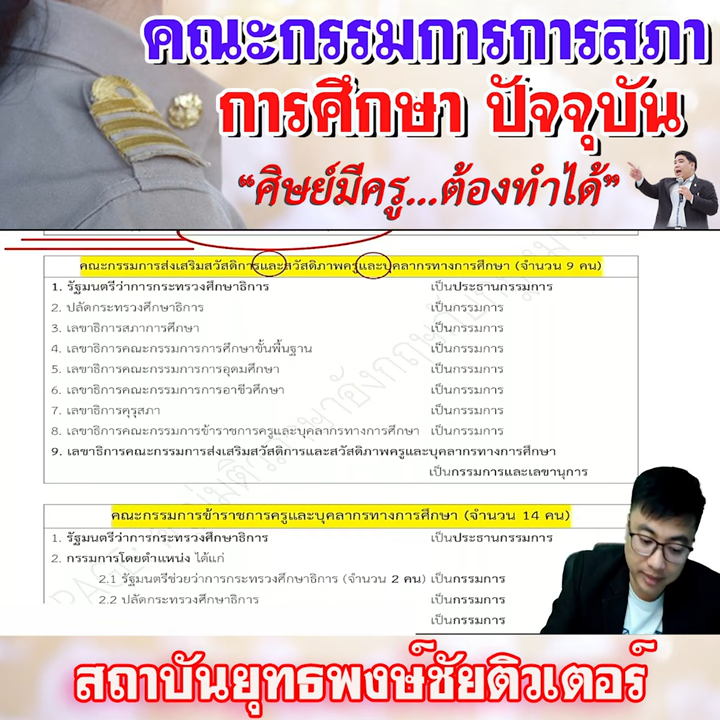 คณะกรรมการการสภา
การศึกษา ปัจจุบัน
“ศิษย์มีครู...ต้องทำได้”
คณะกรรมการส่งเสริมสวัสดิการและสวัสดิภาพครูและบุคลากรทางการศึกษา (จำนวน 9 คน)
1. รัฐมนตรีว่าการกระทรวงศึกษาธิการ เป็นประธานกรรมการ
2. ปลัดกระทรวงศึกษาธิการ เป็นกรรมการ
3. เลขาธิการสภาการศึกษา เป็นกรรมการ
4. เลขาธิการคณะกรรมการการศึกษาขั้นพื้นฐาน เป็นกรรมการ
5. เลขาธิการคณะกรรมการการอุดมศึกษา เป็นกรรมการ
6. เลขาธิการคณะกรรมการการอาชีวศึกษา เป็นกรรมการ
7. เลขาธิการคุรุสภา เป็นกรรมการ
8. เลขาธิการคณะกรรมการข้าราชการครูและบุคลากรทางการศึกษา เป็นกรรมการ
9. เลขาธิการคณะกรรมการส่งเสริมสวัสดิการและสวัสดิภาพครูและบุคลากรทางการศึกษา
เป็นกรรมการและเลขานุการ
คณะกรรมการข้าราชการครูและบุคลากรทางการศึกษา (จำนวน 14 คน)
1. รัฐมนตรีว่าการกระทรวงศึกษาธิการ เป็นประธานกรรมการ
2. กรรมการโดยตำแหน่ง ได้แก่
2.1 รัฐมนตรีช่วยว่าการกระทรวงศึกษาธิการ (จำนวน 2 คน) เป็นกรรมการ
2.2 ปลัดกระทรวงศึกษาธิการ เป็นกรรมการ
เป็นกรรมการ
สถาบันยุทธพงษ์ชัยติวเตอร์